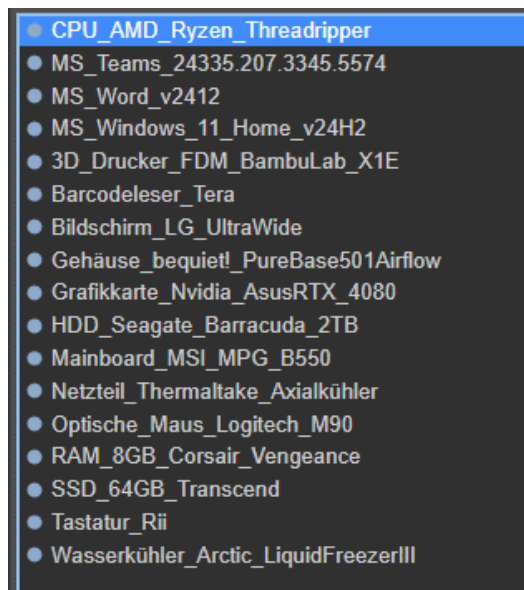 CPU_AMD_Ryzen_Threadripper
MS_Teams_24335.207.3345.5574
MS_Word_v2412
MS_Windows_11_Home_v24H2
3D_Drucker_FDM_BambuLab_X1E
Barcodeleser_Tera
Bildschirm_LG_UltraWide
Gehäuse_bequiet!_PureBase501Airflow
Grafikkarte_Nvidia_AsusRTX_4080
HDD_Seagate_Barracuda_2TB
Mainboard_MSI_MPG_B550
Netzteil_Thermaltake_Axialkühler
Optische_Maus_Logitech_M90
RAM_8GB_Corsair_Vengeance
SSD_64GB_Transcend
Tastatur_Rii
Wasserkühler_Arctic_LiquidFreezerIII